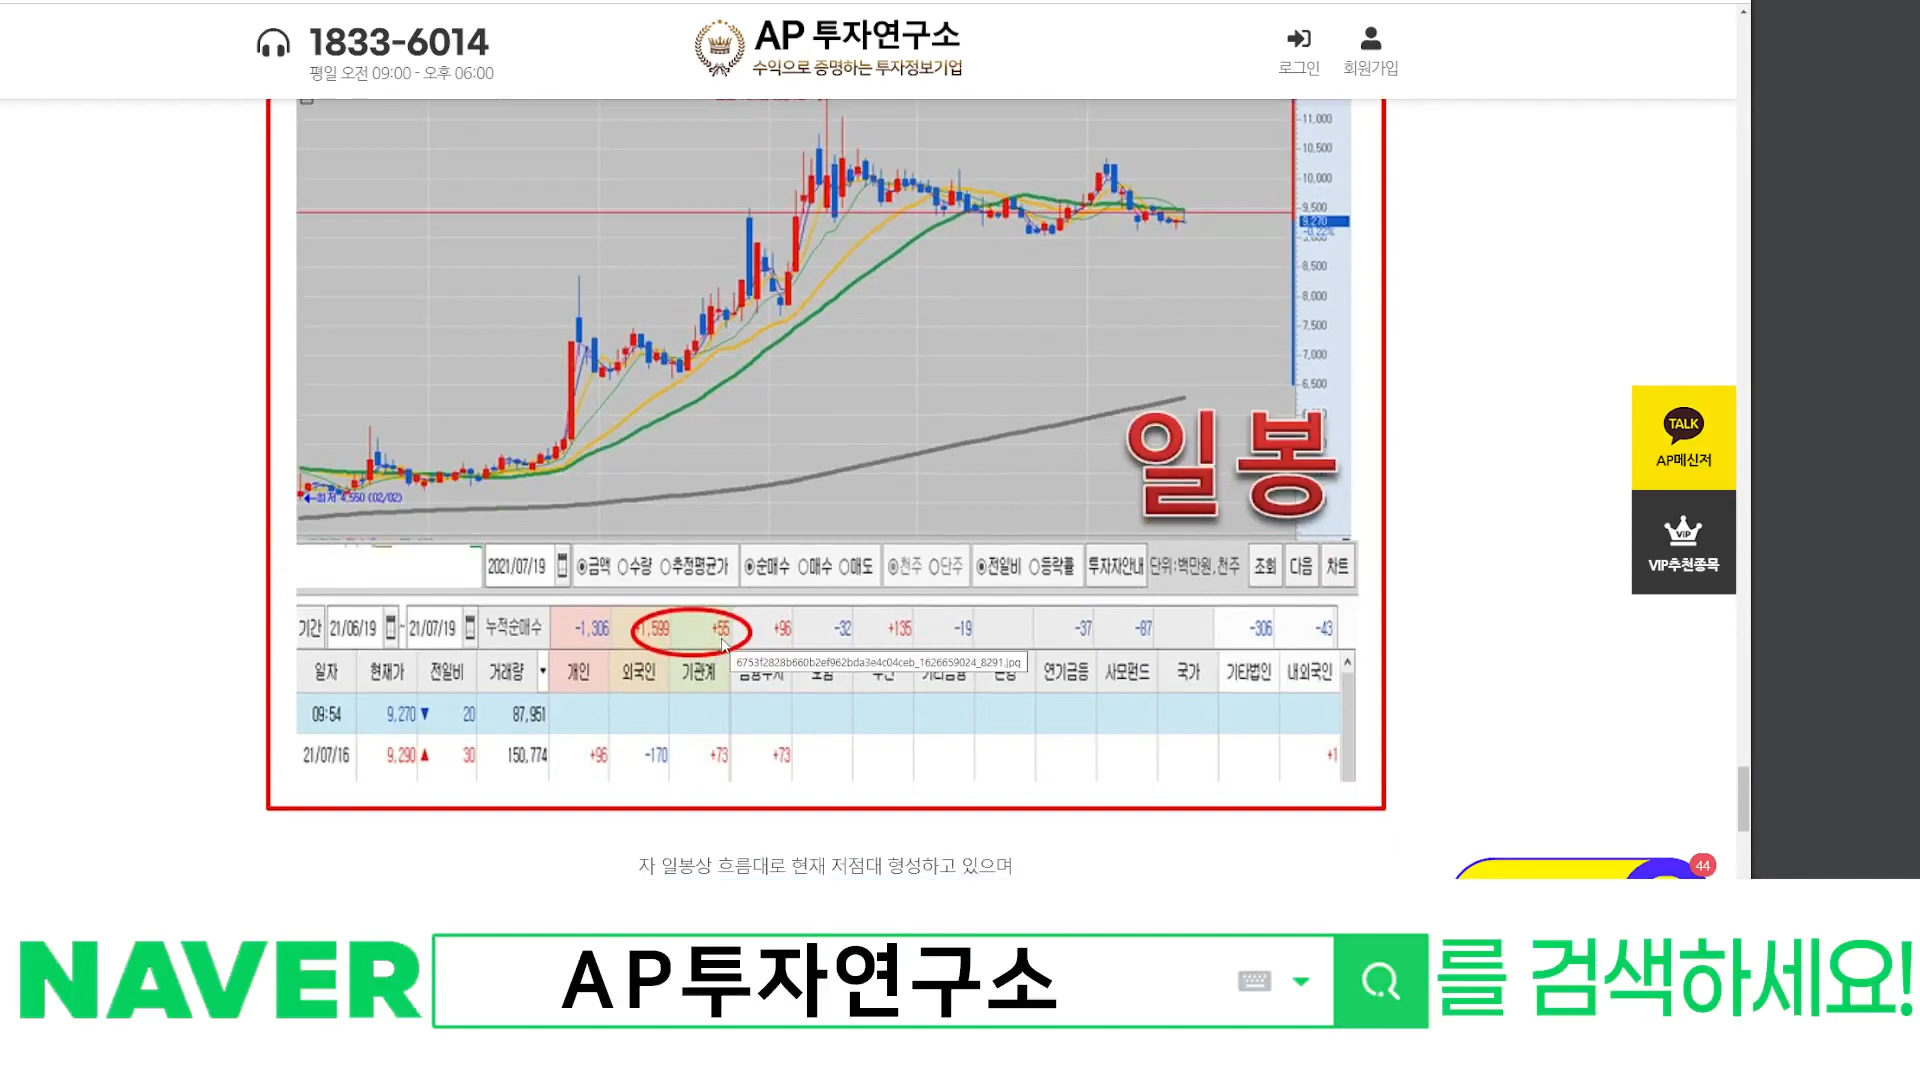 1833-6014
평일 오전 09:00 - 오후 06:00
AP 투자연구소
수익으로 증명하는 투자정보기업
로그인
회원가입
11,000
10,500
10,000
9,500
9,270
-0.22%
8,500
8,000
7,500
7,000
6,500
←최저 4,550 (02/02)
일봉
TALK
AP메신저
VIP
VIP추천종목
2021/07/19 금액 수량 추정평균가 순매수 매수 매도 천주 단주 전일비 등락률 투자자안내 단위:백만원,천주 조회 다음 차트
기간 21/06/19 ~ 21/07/19 누적순매수 -1,306 +1,599 +55 +96 -32 +135 -19 -37 -87 -306 -43
6753f2828b660b2ef962bda3e4c04ceb_1626659024_8291.jpg
일자 현재가 전일비 거래량 개인 외국인 기관계 연기금등 사모펀드 국가 기타법인 내외국인
09:54 9,270 ▼ 20 87,951
21/07/16 9,290 ▲ 30 150,774 +96 -170 +73 +73 +1
자 일봉상 흐름대로 현재 저점대 형성하고 있으며
44
NAVER AP투자연구소 를 검색하세요!